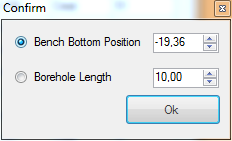 Confirm
Bench Bottom Position -19,36
Borehole Length 10,00
Ok